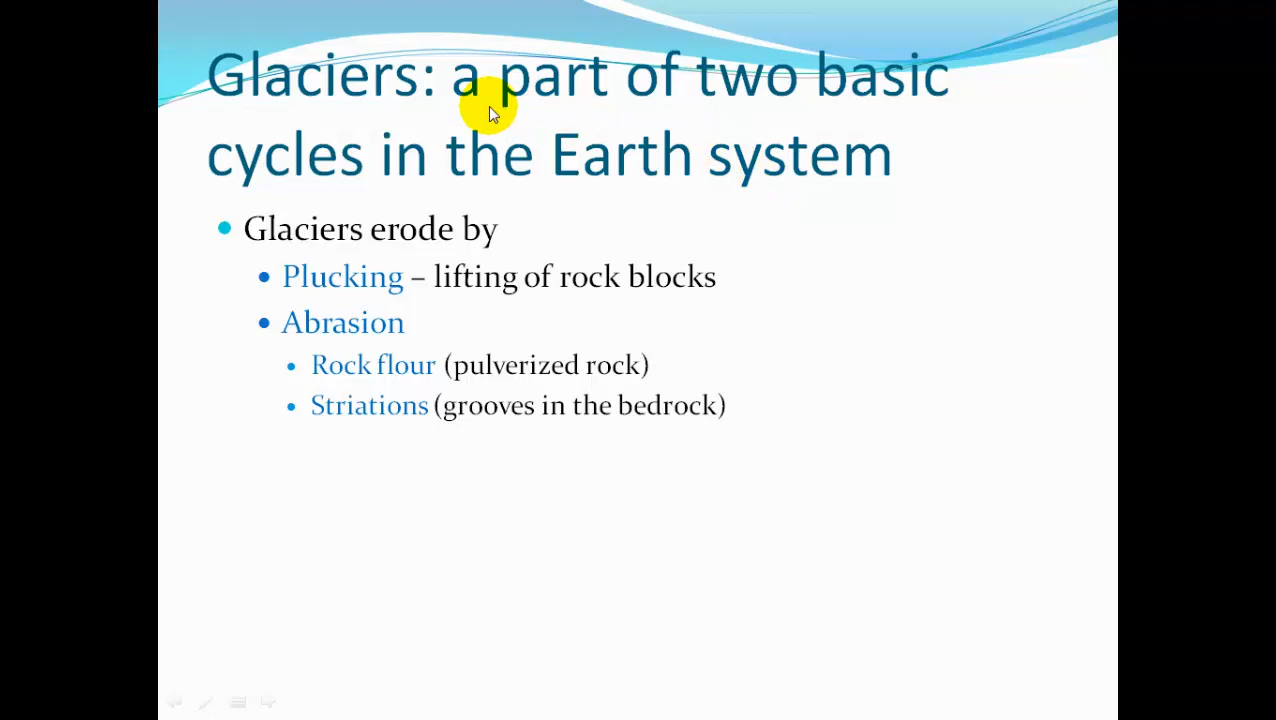 Glaciers: a part of two basic
cycles in the Earth system
Glaciers erode by
Plucking – lifting of rock blocks
Abrasion
Rock flour (pulverized rock)
Striations (grooves in the bedrock)